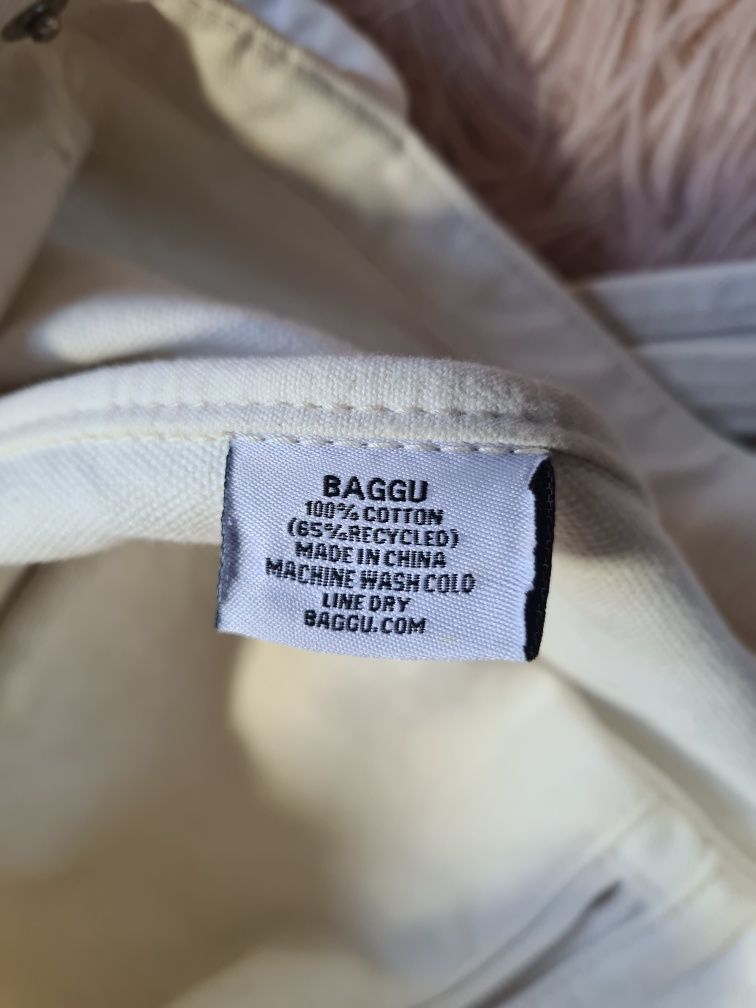 BAGGU
100% COTTON
(65% RECYCLED)
MADE IN CHINA
MACHINE WASH COLD
LINE DRY
BAGGU.COM